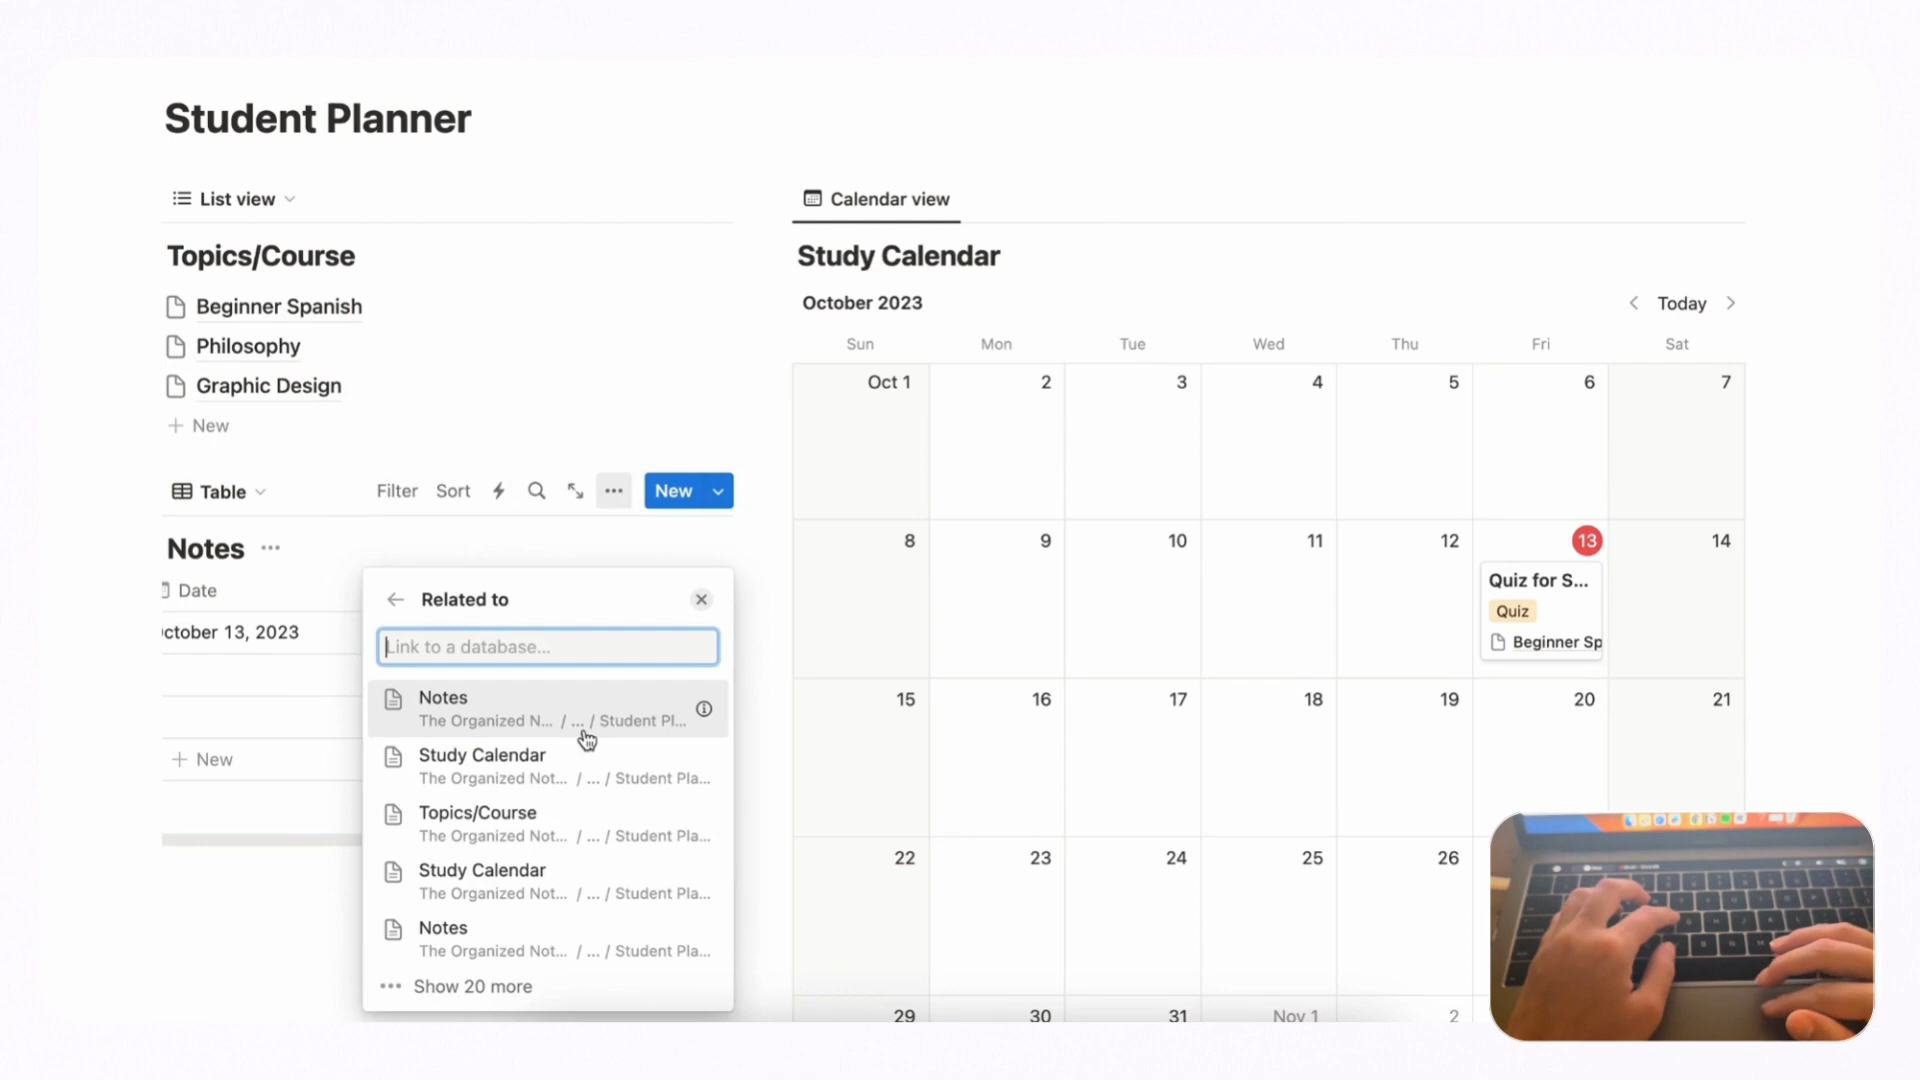 Student Planner
List view
Topics/Course
Beginner Spanish
Philosophy
Graphic Design
+ New
Table
Filter Sort
New
Notes
Date
ctober 13, 2023
+ New
Related to
Link to a database...
Notes
The Organized N... / ... / Student Pl...
Study Calendar
The Organized Not... / ... / Student Pla...
Topics/Course
The Organized Not... / ... / Student Pla...
Study Calendar
The Organized Not... / ... / Student Pla...
Notes
The Organized Not... / ... / Student Pla...
Show 20 more
Calendar view
Study Calendar
October 2023
Today
Sun Mon Tue Wed Thu Fri Sat
Oct 1 2 3 4 5 6 7
8 9 10 11 12 13 14
Quiz for S...
Quiz
Beginner Sp
15 16 17 18 19 20 21
22 23 24 25 26
29 30 31 Nov 1 2